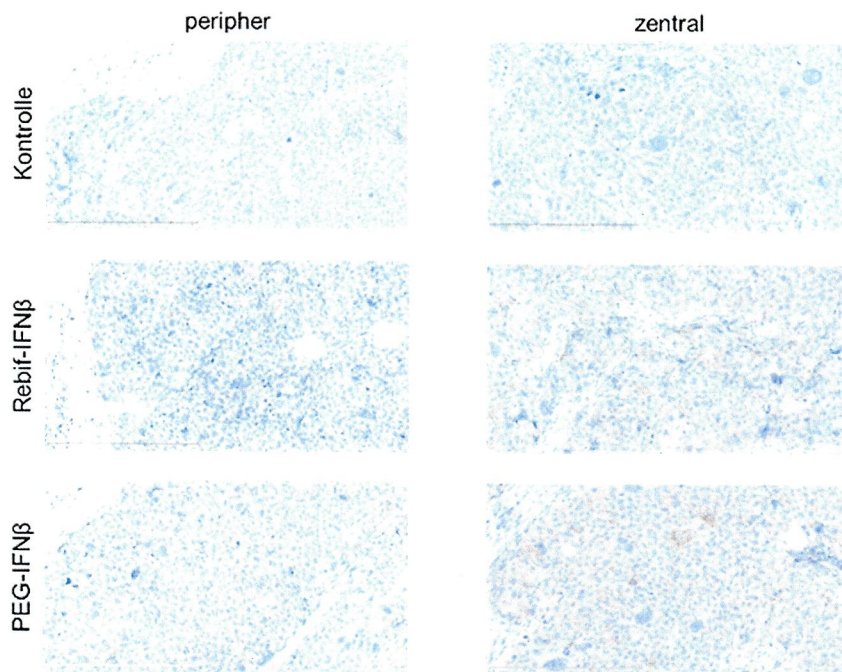 peripher zentral
Kontrolle
Rebif-IFNβ
PEG-IFNβ